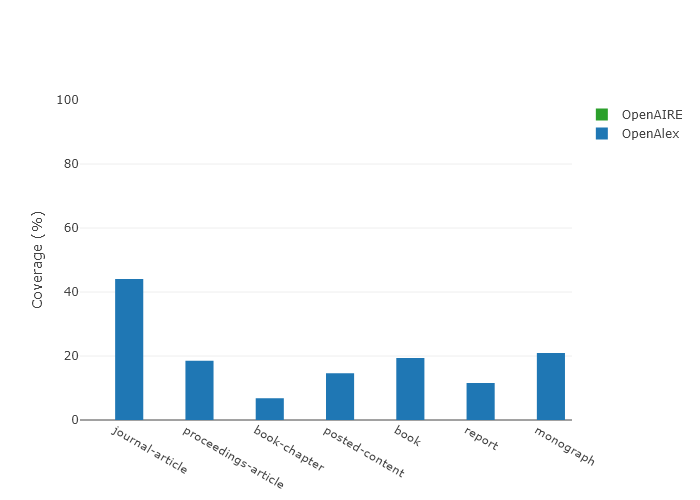 100
80
60
40
20
0
Coverage (%)
journal-article
proceedings-article
book-chapter
posted-content
book
report
monograph
OpenAIRE
OpenAlex